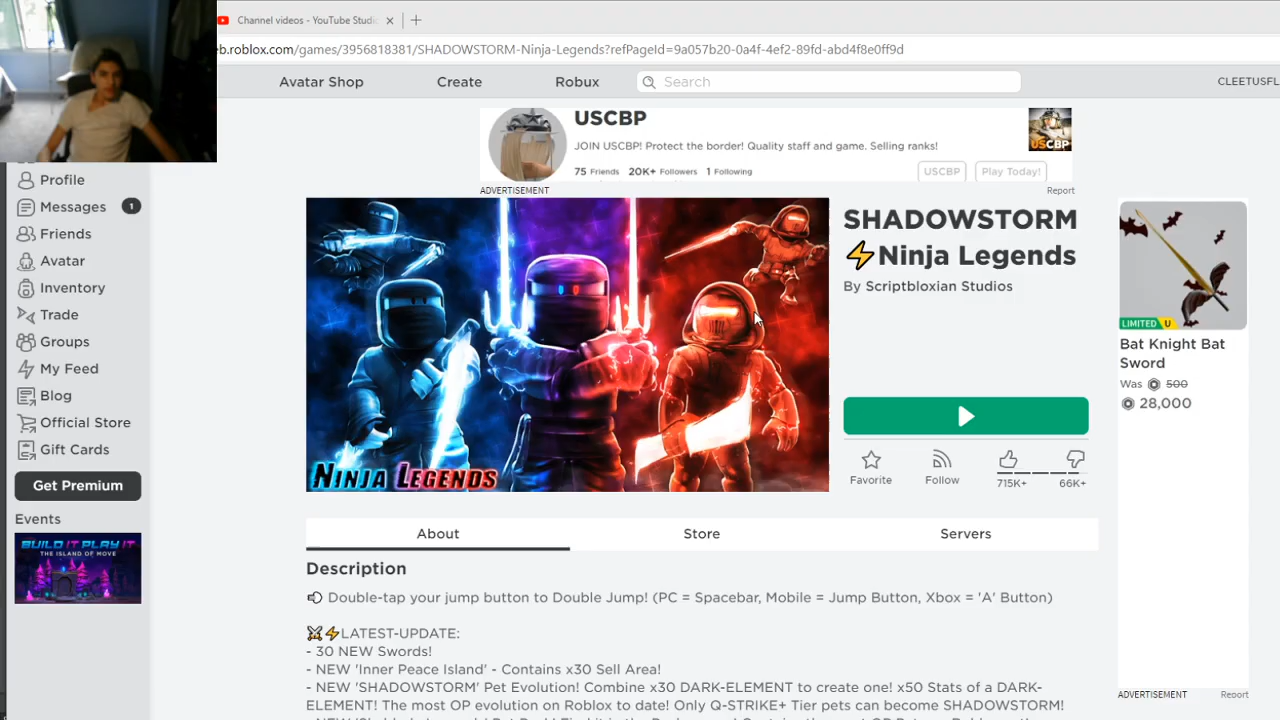 Channel videos - YouTube Studi
eb.roblox.com/games/3956818381/SHADOWSTORM-Ninja-Legends?refPageId=9a057b20-0a4f-4ef2-89fd-abd4f8e0ff9d
Avatar Shop Create Robux Search CLEETUSFL
USCBP
JOIN USCBP! Protect the border! Quality staff and game. Selling ranks!
75 Friends 20K+ Followers 1 Following USCBP Play Today!
USCBP
ADVERTISEMENT Report
Profile
Messages 1
Friends
Avatar
Inventory
Trade
Groups
My Feed
Blog
Official Store
Gift Cards
Get Premium
Events
BUILD IT PLAY IT
THE ISLAND OF MOVE
NINJA LEGENDS
SHADOWSTORM
⚡Ninja Legends
By Scriptbloxian Studios
Favorite Follow 715K+ 66K+
LIMITED U
Bat Knight Bat
Sword
Was 500
28,000
ADVERTISEMENT Report
About Store Servers
Description
Double-tap your jump button to Double Jump! (PC = Spacebar, Mobile = Jump Button, Xbox = 'A' Button)
⚔️⚡LATEST-UPDATE:
- 30 NEW Swords!
- NEW 'Inner Peace Island' - Contains x30 Sell Area!
- NEW 'SHADOWSTORM' Pet Evolution! Combine x30 DARK-ELEMENT to create one! x50 Stats of a DARK-
ELEMENT! The most OP evolution on Roblox to date! Only Q-STRIKE+ Tier pets can become SHADOWSTORM!